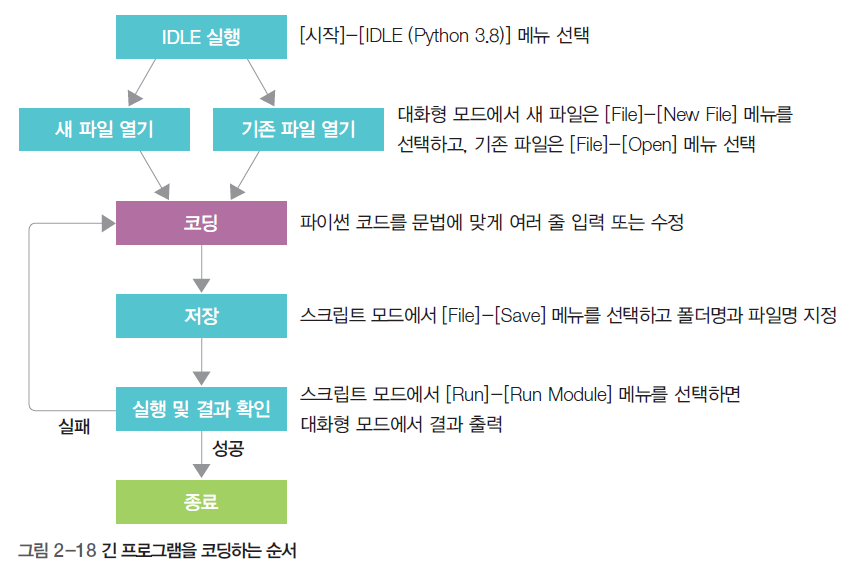 IDLE 실행
[시작]-[IDLE (Python 3.8)] 메뉴 선택
새 파일 열기
기존 파일 열기
대화형 모드에서 새 파일은 [File]-[New File] 메뉴를
선택하고, 기존 파일은 [File]-[Open] 메뉴 선택
코딩
파이썬 코드를 문법에 맞게 여러 줄 입력 또는 수정
저장
스크립트 모드에서 [File]-[Save] 메뉴를 선택하고 폴더명과 파일명 지정
실행 및 결과 확인
스크립트 모드에서 [Run]-[Run Module] 메뉴를 선택하면
대화형 모드에서 결과 출력
실패
성공
종료
그림 2-18 긴 프로그램을 코딩하는 순서